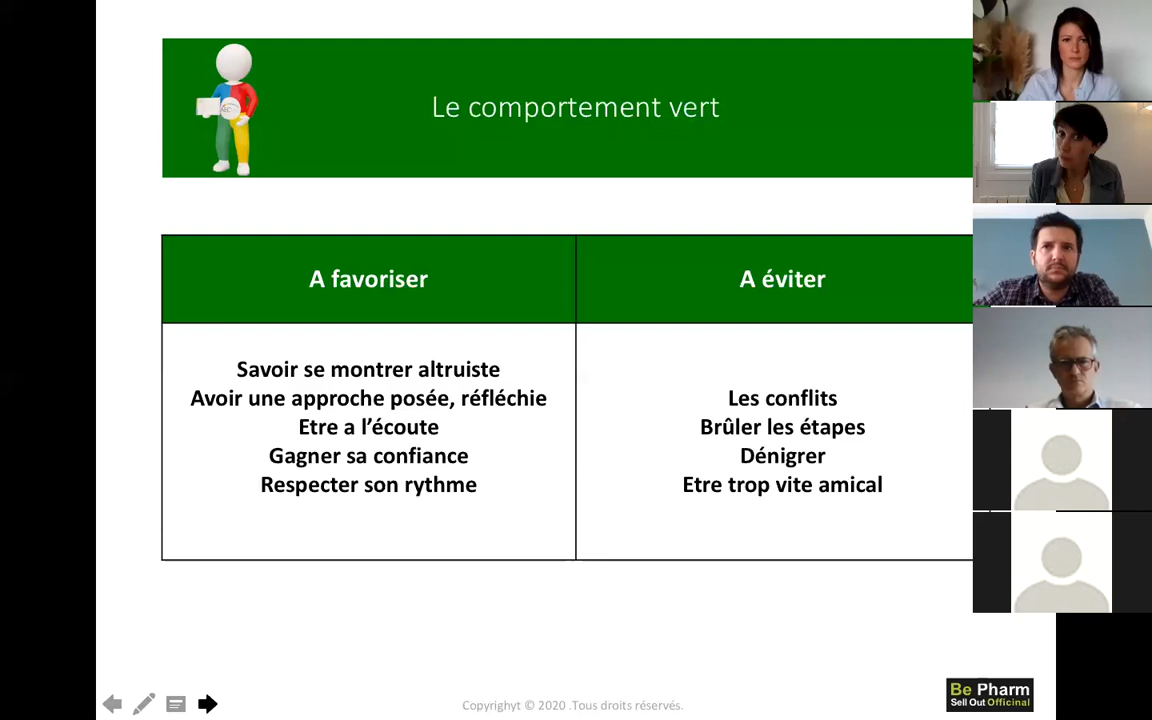 Le comportement vert
A favoriser
A éviter
Savoir se montrer altruiste
Avoir une approche posée, réfléchie
Etre a l’écoute
Gagner sa confiance
Respecter son rythme
Les conflits
Brûler les étapes
Dénigrer
Etre trop vite amical
Copyrighyt © 2020 .Tous droits réservés.
Be Pharm
Sell Out Officinal